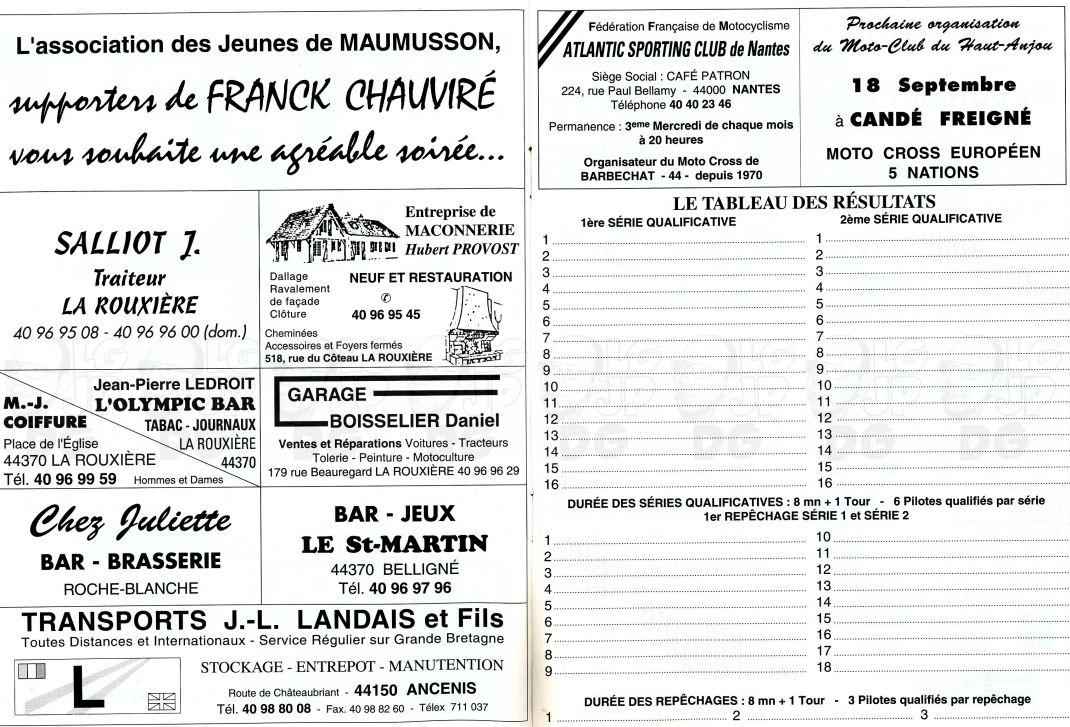 L'association des Jeunes de MAUMUSSON,
supporters de FRANCK CHAUVIRÉ
vous souhaite une agréable soirée...
SALLIOT J.
Traiteur
LA ROUXIÈRE
40 96 95 08 - 40 96 96 00 (dom.)
Entreprise de
MACONNERIE
Hubert PROVOST
NEUF ET RESTAURATION
Dallage
Ravalement
de façade
Clôture
✆
40 96 95 45
Cheminées
Accessoires et Foyers fermés
518, rue du Côteau LA ROUXIÈRE
M.-J.
COIFFURE
Place de l'Église
44370 LA ROUXIÈRE
Tél. 40 96 99 59 Hommes et Dames
Jean-Pierre LEDROIT
L'OLYMPIC BAR
TABAC - JOURNAUX
LA ROUXIÈRE
44370
GARAGE
BOISSELIER Daniel
Ventes et Réparations Voitures - Tracteurs
Tolerie - Peinture - Motoculture
179 rue Beauregard LA ROUXIÈRE 40 96 96 29
Chez Juliette
BAR - BRASSERIE
ROCHE-BLANCHE
BAR - JEUX
LE St-MARTIN
44370 BELLIGNÉ
Tél. 40 96 97 96
TRANSPORTS J.-L. LANDAIS et Fils
Toutes Distances et Internationaux - Service Régulier sur Grande Bretagne
L
STOCKAGE - ENTREPOT - MANUTENTION
Route de Châteaubriant - 44150 ANCENIS
Tél. 40 98 80 08 - Fax. 40 98 82 60 - Télex 711 037
Fédération Française de Motocyclisme
ATLANTIC SPORTING CLUB de Nantes
Siège Social : CAFÉ PATRON
224, rue Paul Bellamy - 44000 NANTES
Téléphone 40 40 23 46
Permanence : 3eme Mercredi de chaque mois
à 20 heures
Organisateur du Moto Cross de
BARBECHAT - 44 - depuis 1970
Prochaine organisation
du Moto-Club du Haut-Anjou
18 Septembre
à CANDÉ FREIGNÉ
MOTO CROSS EUROPÉEN
5 NATIONS
LE TABLEAU DES RÉSULTATS
1ère SÉRIE QUALIFICATIVE
1
2
3
4
5
6
7
8
9
10
11
12
13
14
15
16
2ème SÉRIE QUALIFICATIVE
1
2
3
4
5
6
7
8
9
10
11
12
13
14
15
16
DURÉE DES SÉRIES QUALIFICATIVES : 8 mn + 1 Tour - 6 Pilotes qualifiés par série
1er REPÊCHAGE SÉRIE 1 et SÉRIE 2
1
2
3
4
5
6
7
8
9
10
11
12
13
14
15
16
17
18
DURÉE DES REPÊCHAGES : 8 mn + 1 Tour - 3 Pilotes qualifiés par repêchage
1 2 3